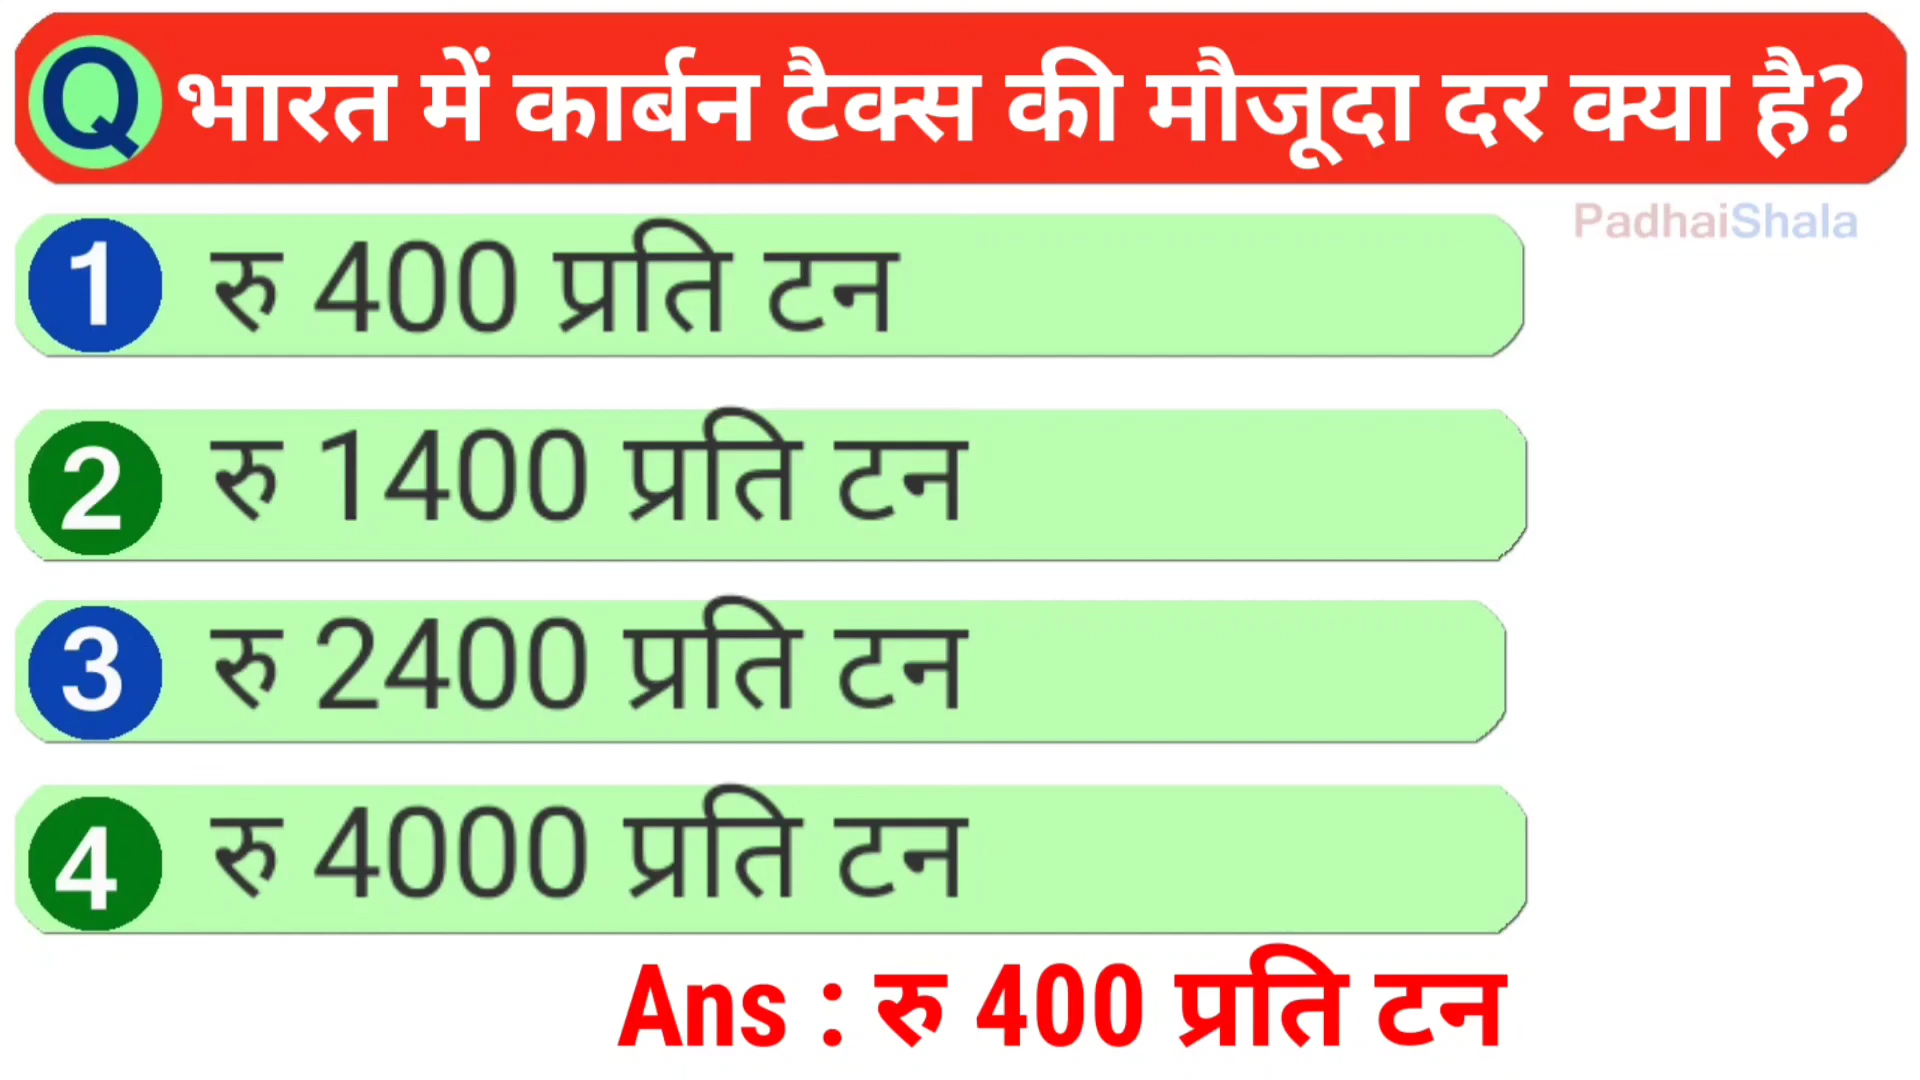 Q भारत में कार्बन टैक्स की मौजूदा दर क्या है?
PadhaiShala
1 रु 400 प्रति टन
2 रु 1400 प्रति टन
3 रु 2400 प्रति टन
4 रु 4000 प्रति टन
Ans : रु 400 प्रति टन